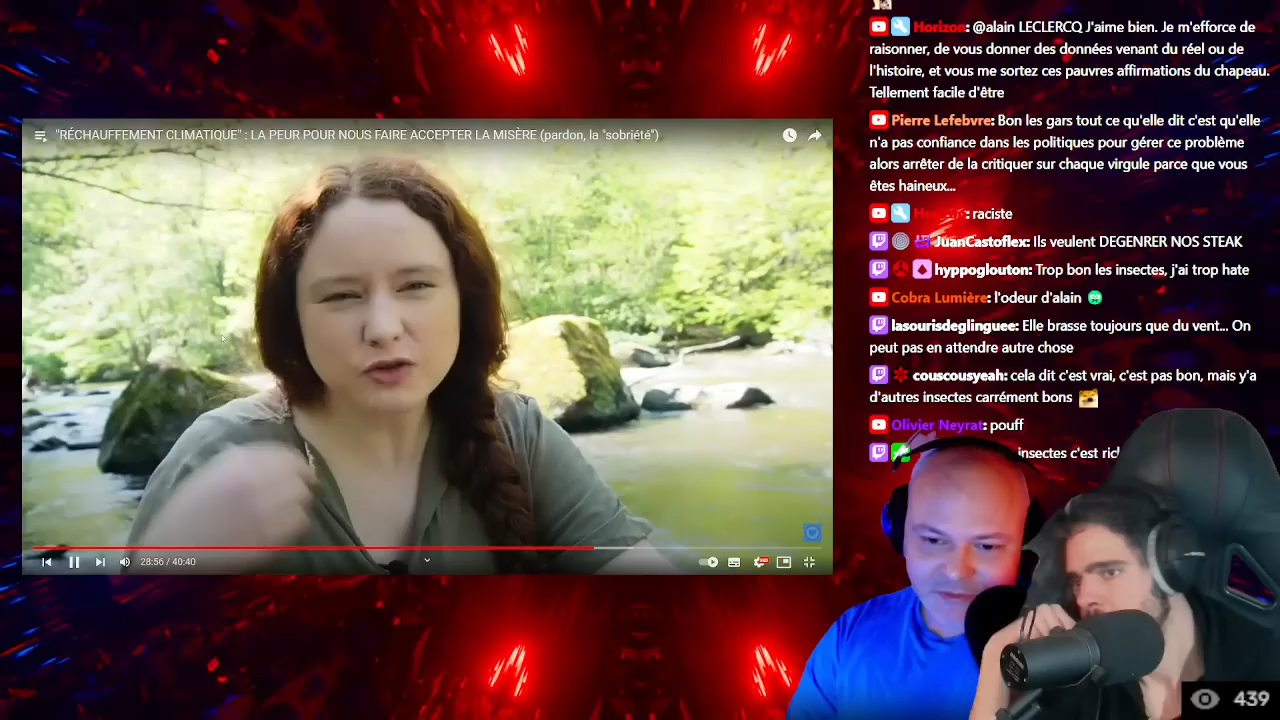 "RÉCHAUFFEMENT CLIMATIQUE" : LA PEUR POUR NOUS FAIRE ACCEPTER LA MISÈRE (pardon, la "sobriété")
28:56 / 40:40
Horizon: @alain LECLERCQ J'aime bien. Je m'efforce de
raisonner, de vous donner des données venant du réel ou de
l'histoire, et vous me sortez ces pauvres affirmations du chapeau.
Tellement facile d'être
Pierre Lefebvre: Bon les gars tout ce qu'elle dit c'est qu'elle
n'a pas confiance dans les politiques pour gérer ce problème
alors arrêter de la critiquer sur chaque virgule parce que vous
êtes haineux...
Horizon: raciste
JuanCastoflex: Ils veulent DEGENRER NOS STEAK
hyppoglouton: Trop bon les insectes, j'ai trop hate
Cobra Lumière: l'odeur d'alain
lasourisdeglinguee: Elle brasse toujours que du vent... On
peut pas en attendre autre chose
couscousyeah: cela dit c'est vrai, c'est pas bon, mais y'a
d'autres insectes carrément bons
Olivier Neyrat: pouff
insectes c'est
439